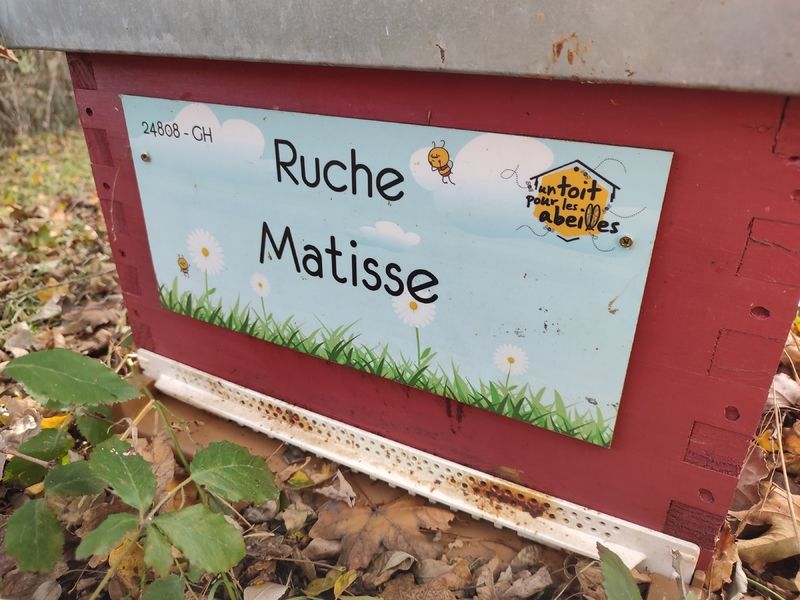 24808 - GH
Ruche
Matisse
un toit
pour les
abeilles